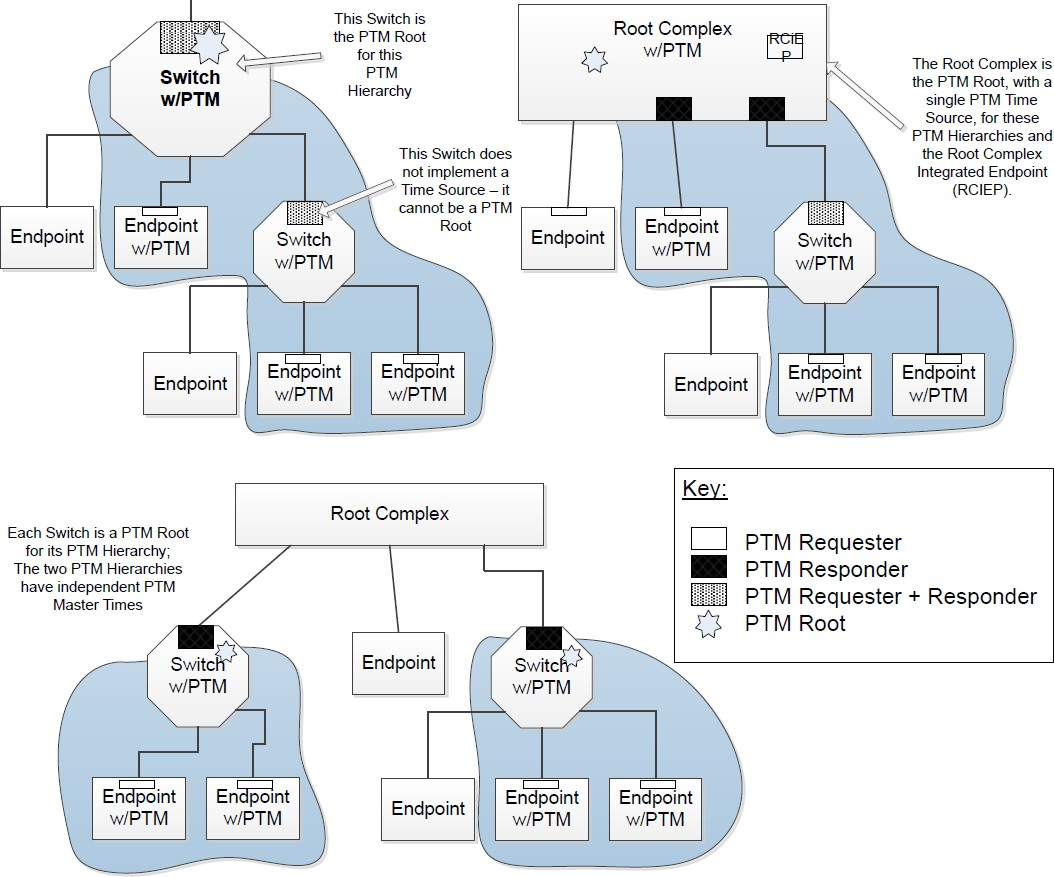 This Switch is
the PTM Root
for this
PTM
Hierarchy
Switch
w/PTM
This Switch does
not implement a
Time Source – it
cannot be a PTM
Root
Endpoint
Endpoint
w/PTM
Switch
w/PTM
Endpoint
Endpoint
w/PTM
Endpoint
w/PTM
Root Complex
w/PTM
RCIE
P
The Root Complex is
the PTM Root, with a
single PTM Time
Source, for these
PTM Hierarchies and
the Root Complex
Integrated Endpoint
(RCIEP).
Endpoint
Endpoint
w/PTM
Switch
w/PTM
Endpoint
Endpoint
w/PTM
Endpoint
w/PTM
Each Switch is a PTM Root
for its PTM Hierarchy;
The two PTM Hierarchies
have independent PTM
Master Times
Root Complex
Switch
w/PTM
Endpoint
Switch
w/PTM
Endpoint
w/PTM
Endpoint
w/PTM
Endpoint
Endpoint
w/PTM
Endpoint
w/PTM
Key:
PTM Requester
PTM Responder
PTM Requester + Responder
PTM Root